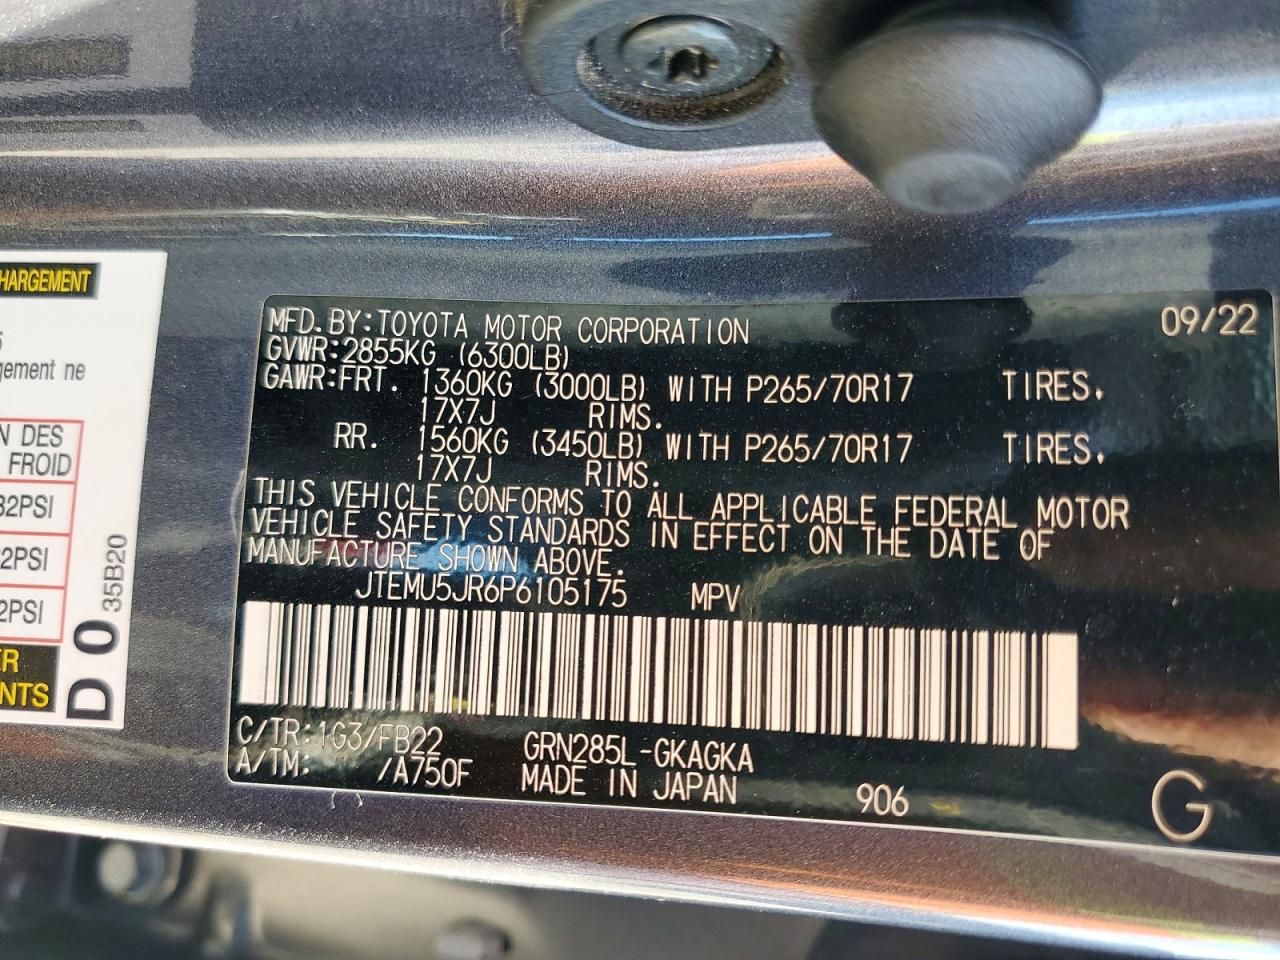 HARGEMENT
gement ne
N DES
FROID
2PSI
2PSI
2PSI
ER
NTS
D 0 35B20
MFD.BY:TOYOTA MOTOR CORPORATION 09/22
GVWR:2855KG (6300LB)
GAWR:FRT. 1360KG (3000LB) WITH P265/70R17 TIRES.
17X7J RIMS.
RR. 1560KG (3450LB) WITH P265/70R17 TIRES.
17X7J RIMS.
THIS VEHICLE CONFORMS TO ALL APPLICABLE FEDERAL MOTOR
VEHICLE SAFETY STANDARDS IN EFFECT ON THE DATE OF
MANUFACTURE SHOWN ABOVE.
JTEMU5JR6P6105175 MPV
C/TR:1G3/FB22 GRN285L-GKAGKA
A/TM: /A750F MADE IN JAPAN 906 G